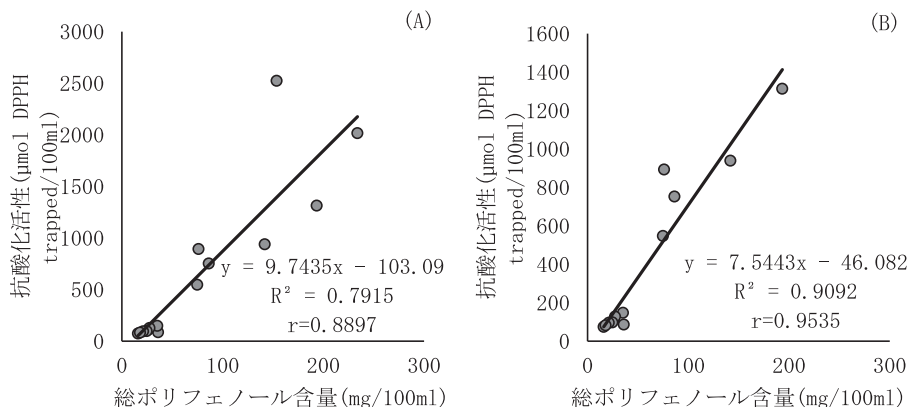 (A)
3000
2500
2000
1500
1000
500
0
抗酸化活性(μmol DPPH
trapped/100ml)
y = 9.7435x − 103.09
R² = 0.7915
r=0.8897
0 100 200 300
総ポリフェノール含量(mg/100ml)
(B)
1600
1400
1200
1000
800
600
400
200
0
抗酸化活性(μmol DPPH
trapped/100ml)
y = 7.5443x − 46.082
R² = 0.9092
r=0.9535
0 100 200 300
総ポリフェノール含量(mg/100ml)